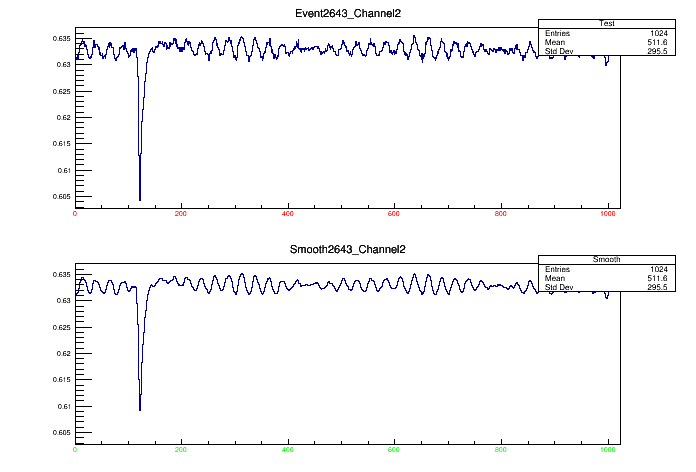 Event2643_Channel2
Test
Entries 1024
Mean 511.6
Std Dev 295.5
0.635
0.63
0.625
0.62
0.615
0.61
0.605
0 200 400 600 800 1000
Smooth2643_Channel2
Smooth
Entries 1024
Mean 511.6
Std Dev 295.5
0.635
0.63
0.625
0.62
0.615
0.61
0.605
0 200 400 600 800 1000